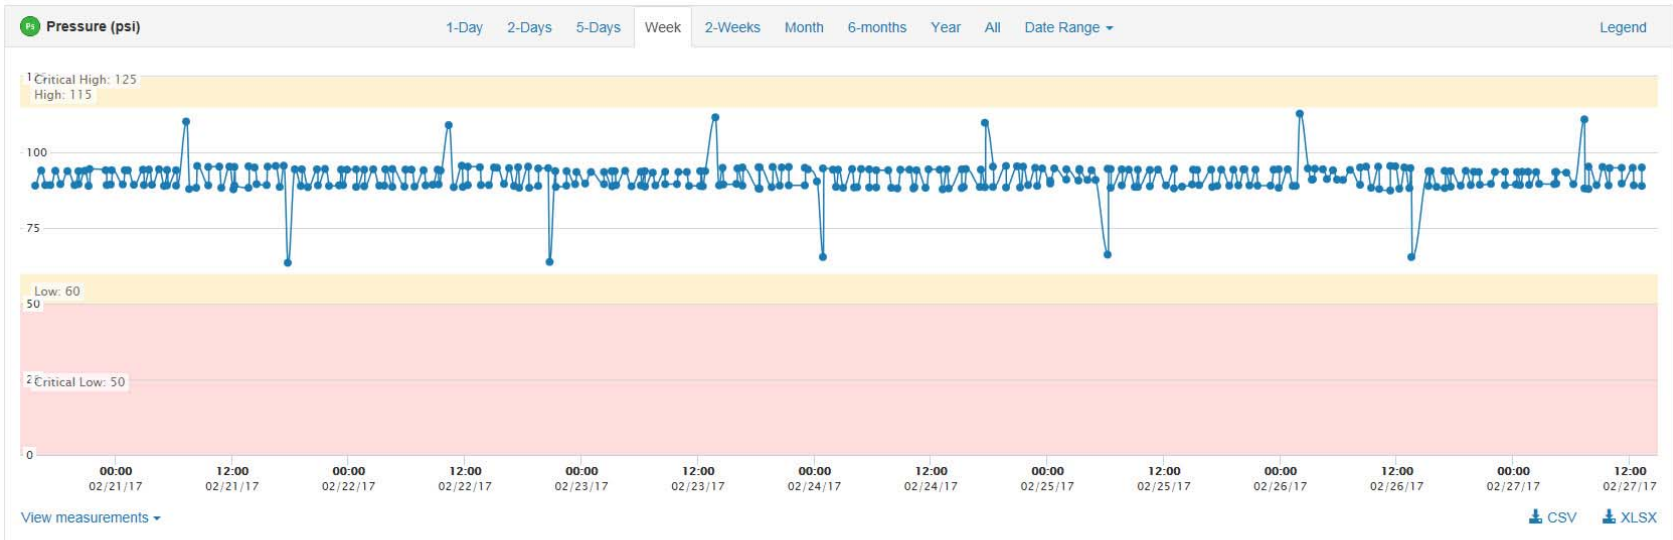 Ps Pressure (psi) 1-Day 2-Days 5-Days Week 2-Weeks Month 6-months Year All Date Range Legend
Critical High: 125
High: 115
100
75
Low: 60
50
Critical Low: 50
0
00:00 12:00 00:00 12:00 00:00 12:00 00:00 12:00 00:00 12:00 00:00 12:00 00:00 12:00
02/21/17 02/21/17 02/22/17 02/22/17 02/23/17 02/23/17 02/24/17 02/24/17 02/25/17 02/25/17 02/26/17 02/26/17 02/27/17 02/27/17
View measurements CSV XLSX